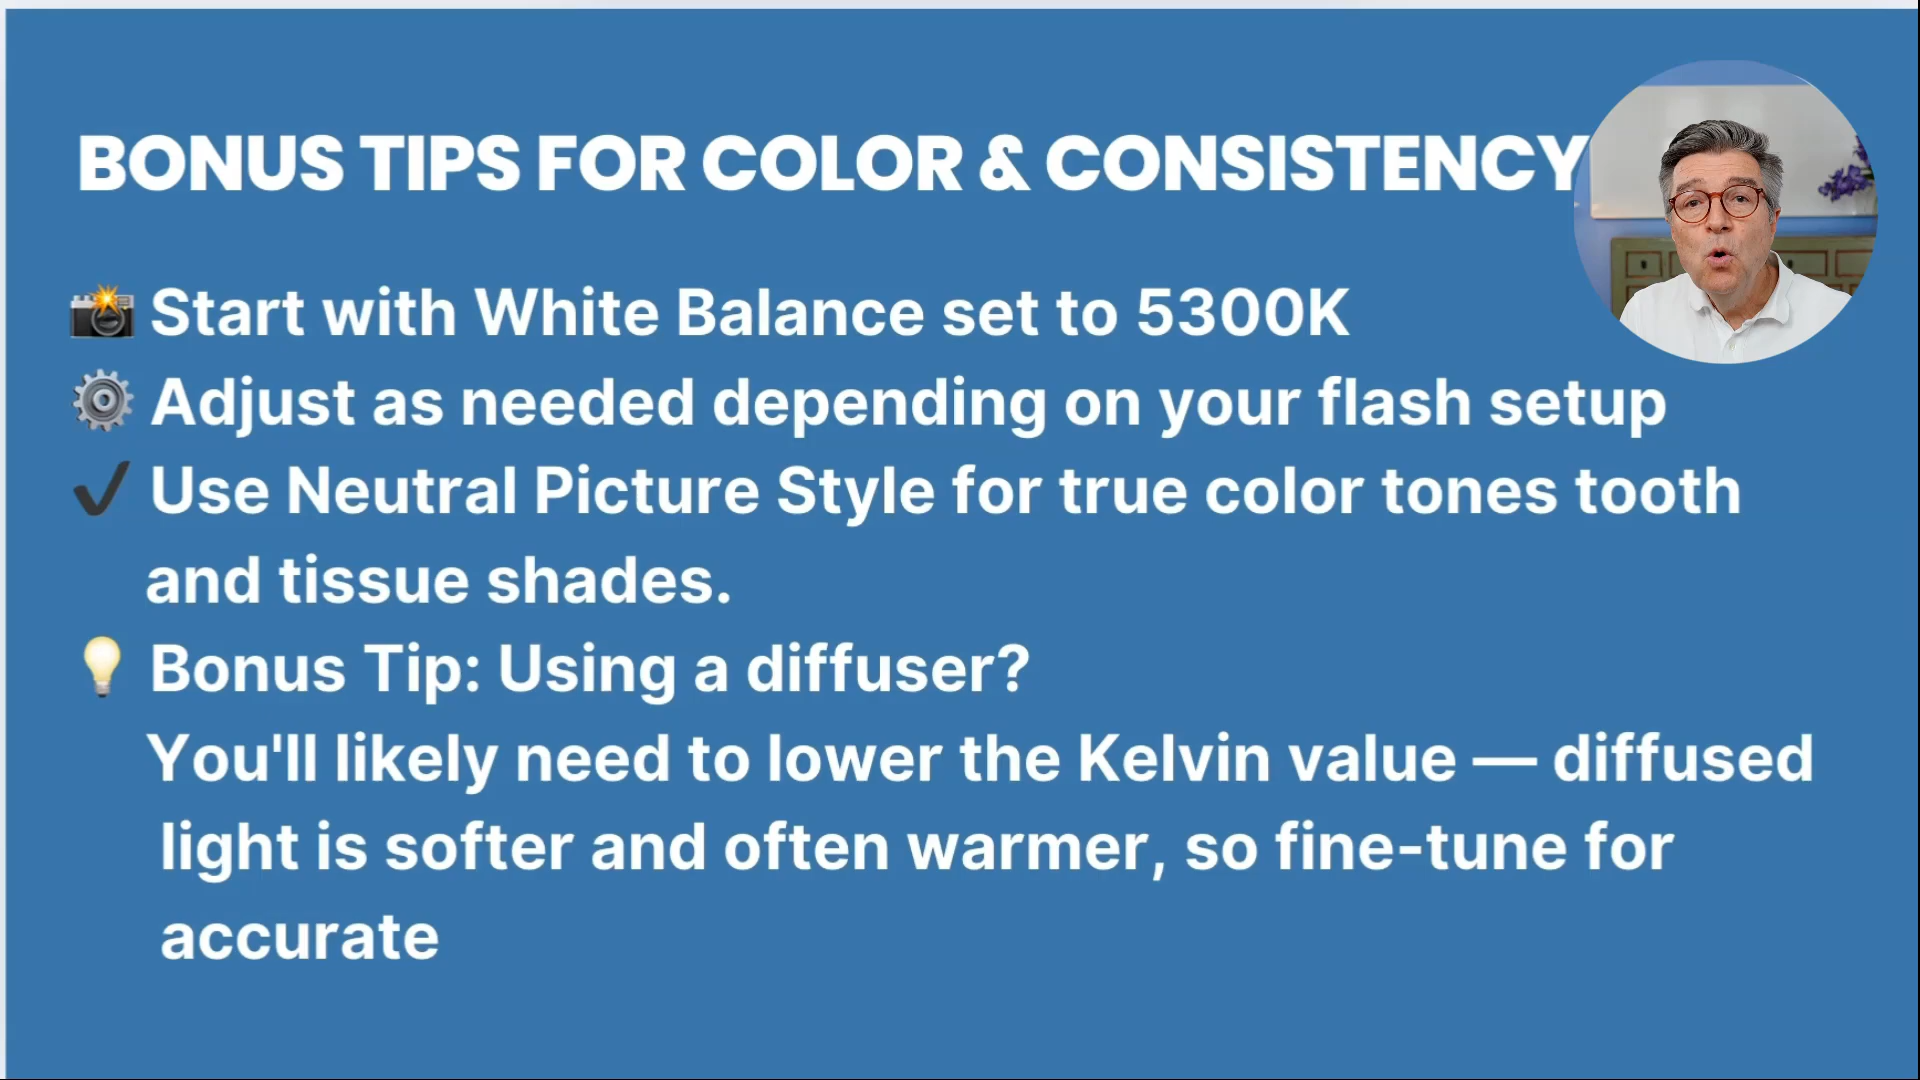 BONUS TIPS FOR COLOR & CONSISTENCY
📸 Start with White Balance set to 5300K
⚙️ Adjust as needed depending on your flash setup
✔️ Use Neutral Picture Style for true color tones tooth
and tissue shades.
💡 Bonus Tip: Using a diffuser?
You'll likely need to lower the Kelvin value — diffused
light is softer and often warmer, so fine-tune for
accurate